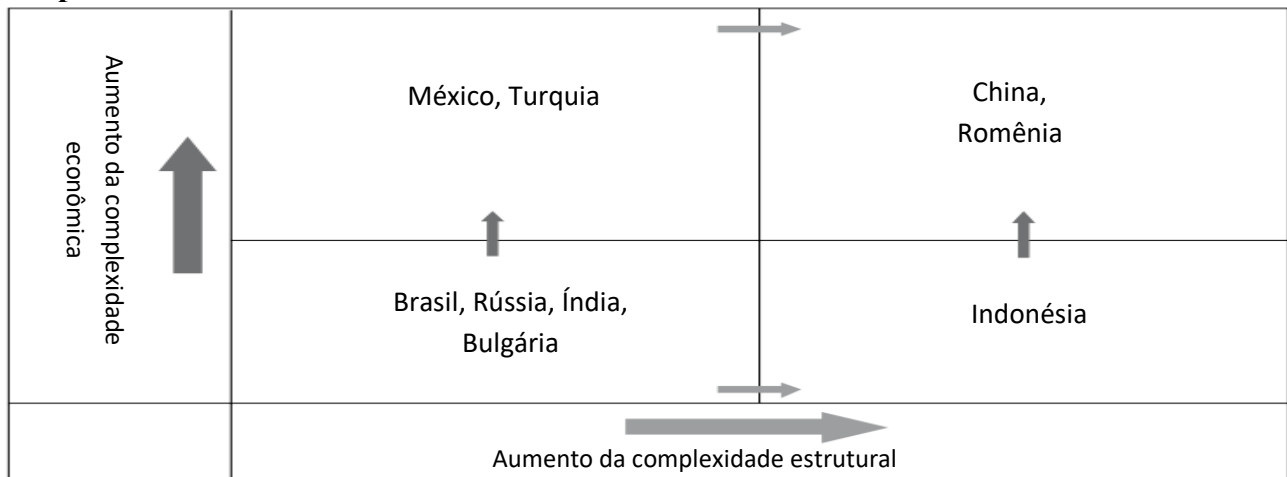 Aumento da complexidade
econômica
México, Turquia
China,
Romênia
Brasil, Rússia, Índia,
Bulgária
Indonésia
Aumento da complexidade estrutural